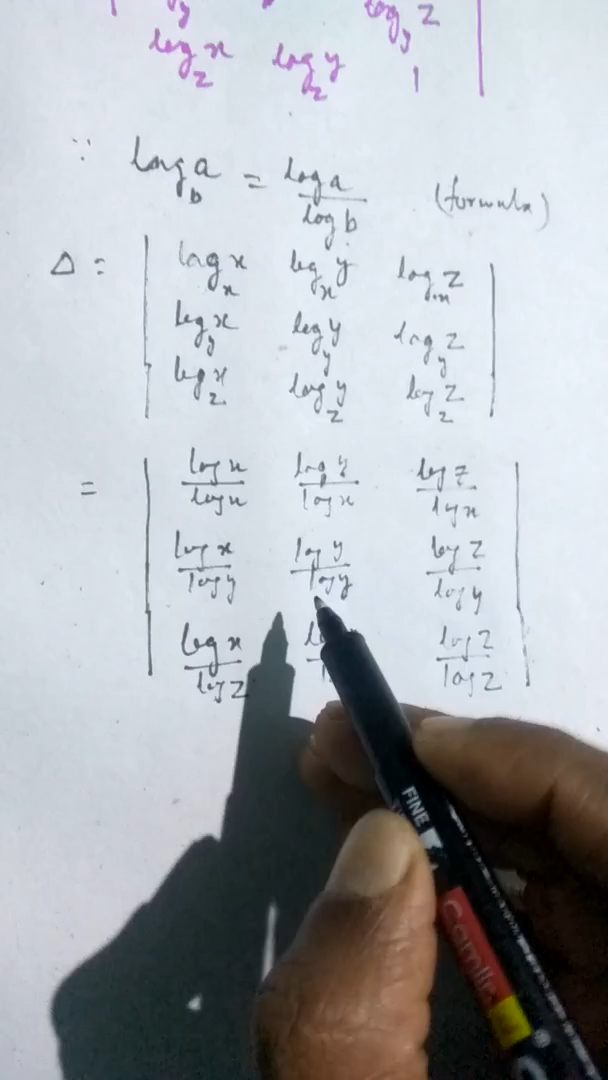 y log_y z
log_z x log_z y 1
∵ log_b a = log a / log b (formula)
Δ = | log_x x log_x y log_x z |
| log_y x log_y y log_y z |
| log_z x log_z y log_z z |
= | log x / log x log y / log x log z / log x |
| log x / log y log y / log y log z / log y |
| log x / log z log z / log z |
FINE
Camlin